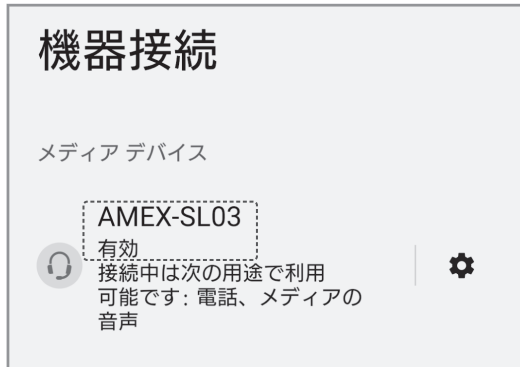 機器接続
メディア デバイス
AMEX-SL03
有効
接続中は次の用途で利用
可能です: 電話、メディアの
音声